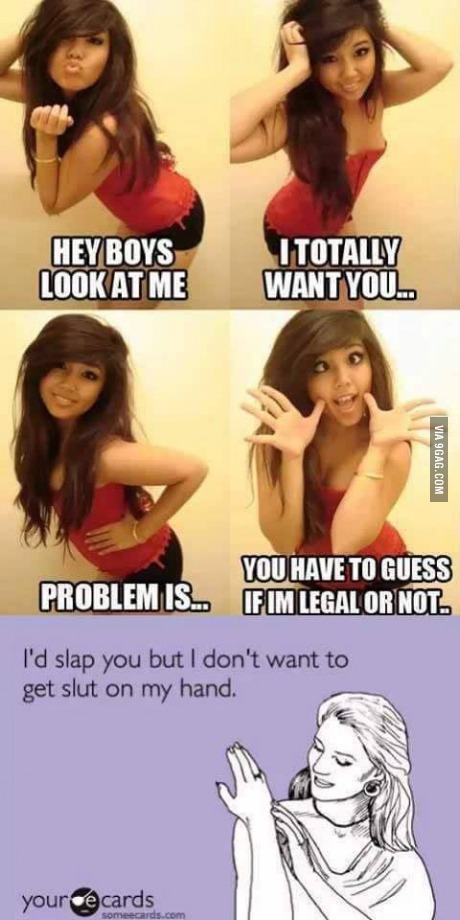 HEY BOYS
LOOK AT ME
I TOTALLY
WANT YOU...
VIA 9GAG.COM
PROBLEM IS...
YOU HAVE TO GUESS
IF IM LEGAL OR NOT..
I'd slap you but I don't want to
get slut on my hand.
your e cards
someecards.com